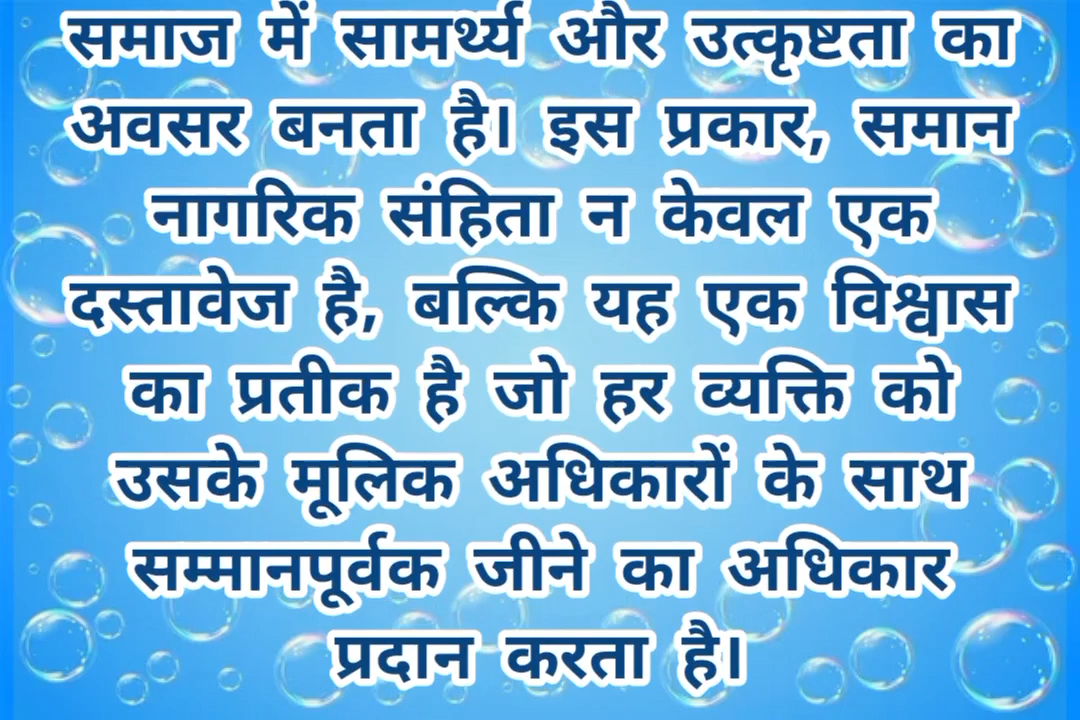 समाज में सामर्थ्य और उत्कृष्टता का
अवसर बनता है। इस प्रकार, समान
नागरिक संहिता न केवल एक
दस्तावेज है, बल्कि यह एक विश्वास
का प्रतीक है जो हर व्यक्ति को
उसके मूलिक अधिकारों के साथ
सम्मानपूर्वक जीने का अधिकार
प्रदान करता है।